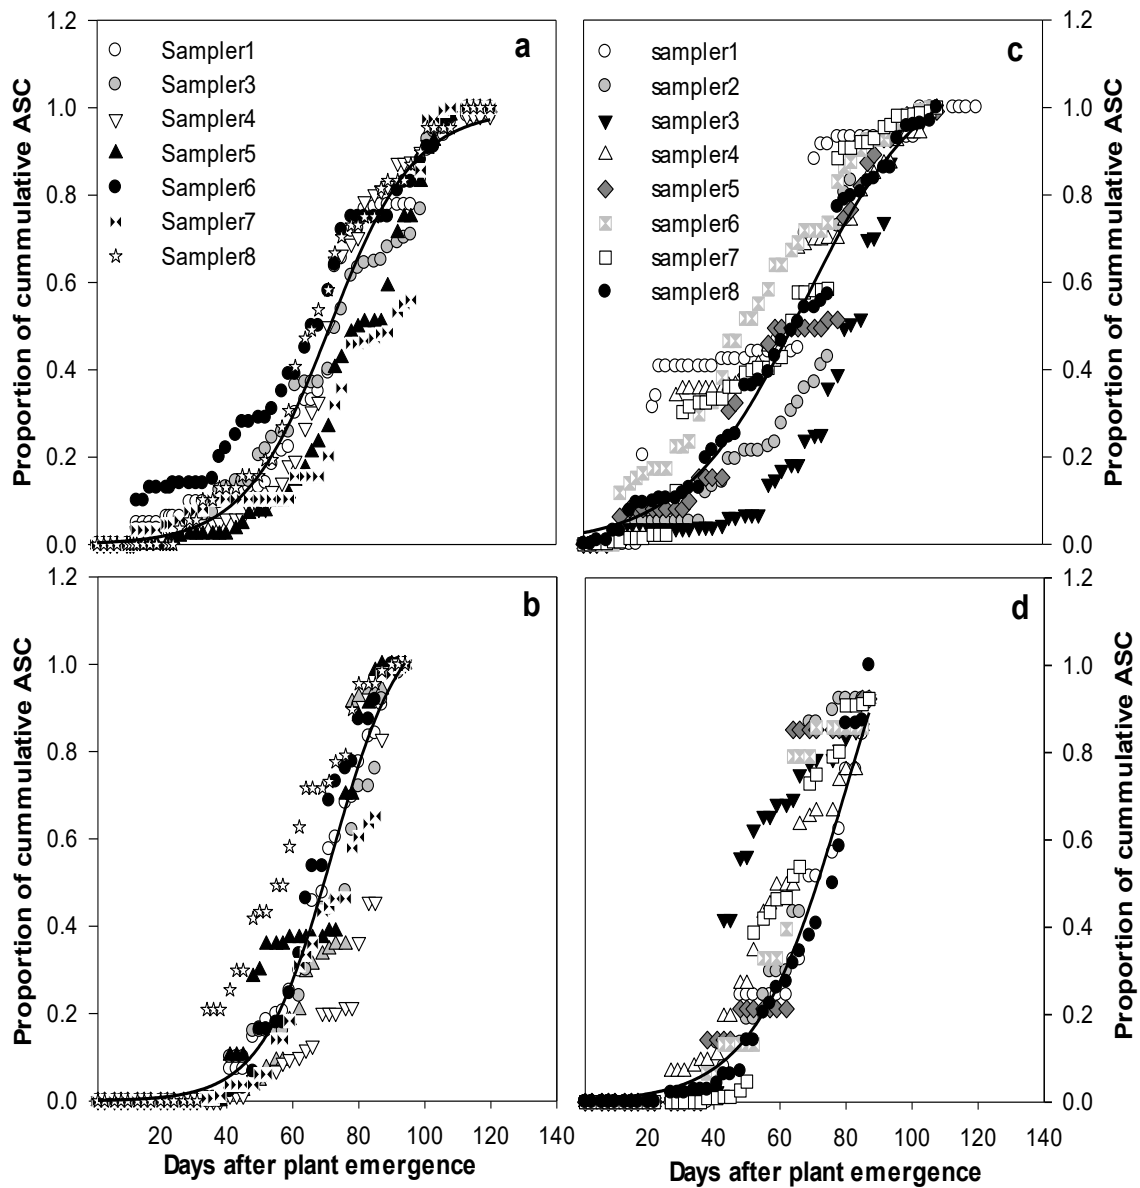 1.2
1.0
0.8
0.6
0.4
0.2
0.0
Proportion of cummulative ASC
a
Sampler1
Sampler3
Sampler4
Sampler5
Sampler6
Sampler7
Sampler8
c
sampler1
sampler2
sampler3
sampler4
sampler5
sampler6
sampler7
sampler8
1.2
1.0
0.8
0.6
0.4
0.2
0.0
Proportion of cummulative ASC
1.2
1.0
0.8
0.6
0.4
0.2
0.0
Proportion of cummulative ASC
b
d
1.2
1.0
0.8
0.6
0.4
0.2
0.0
Proportion of cummulative ASC
20 40 60 80 100 120 140
Days after plant emergence
20 40 60 80 100 120 140
Days after plant emergence